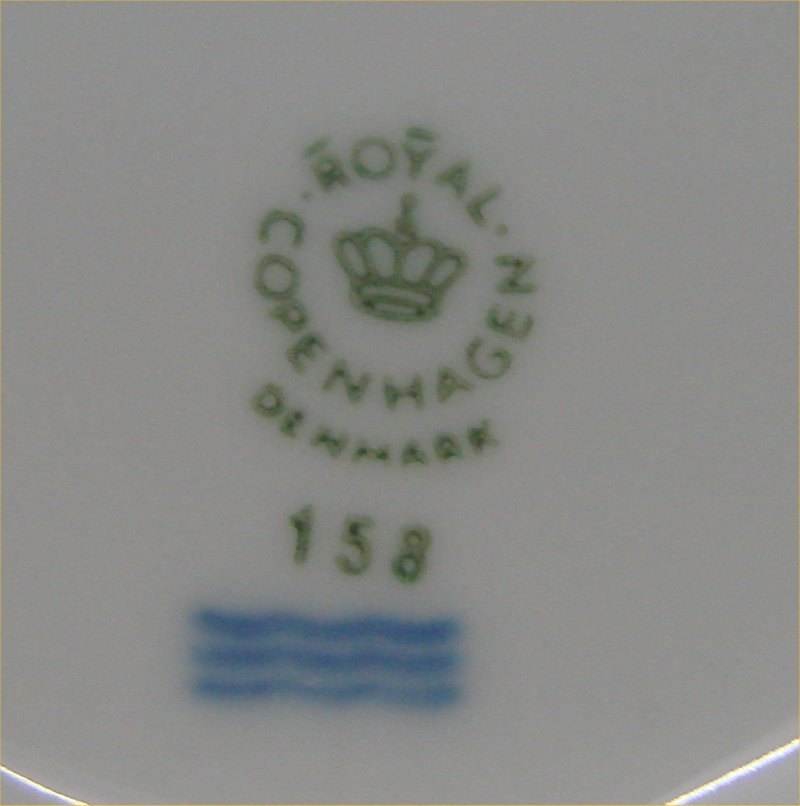 ROYAL
COPENHAGEN
DENMARK
158